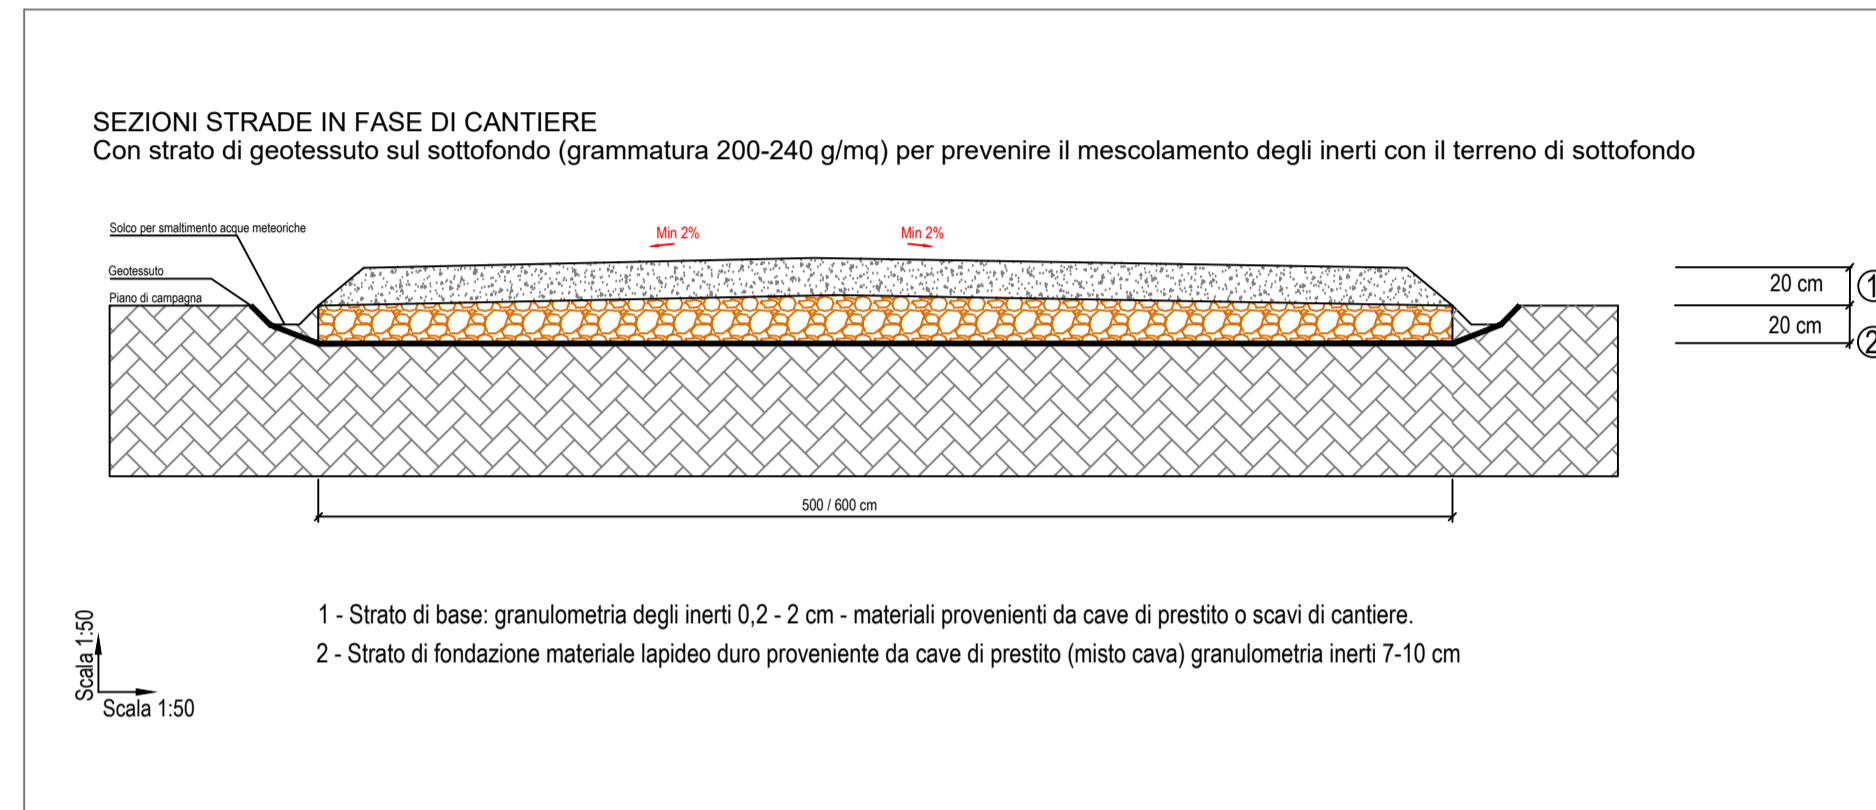 SEZIONI STRADE IN FASE DI CANTIERE
Con strato di geotessuto sul sottofondo (grammatura 200-240 g/mq) per prevenire il mescolamento degli inerti con il terreno di sottofondo
Solco per smaltimento acque meteoriche
Min 2%
Min 2%
Geotessuto
Piano di campagna
20 cm
1
20 cm
2
500 / 600 cm
1 - Strato di base: granulometria degli inerti 0,2 - 2 cm - materiali provenienti da cave di prestito o scavi di cantiere.
2 - Strato di fondazione materiale lapideo duro proveniente da cave di prestito (misto cava) granulometria inerti 7-10 cm
Scala 1:50
Scala 1:50